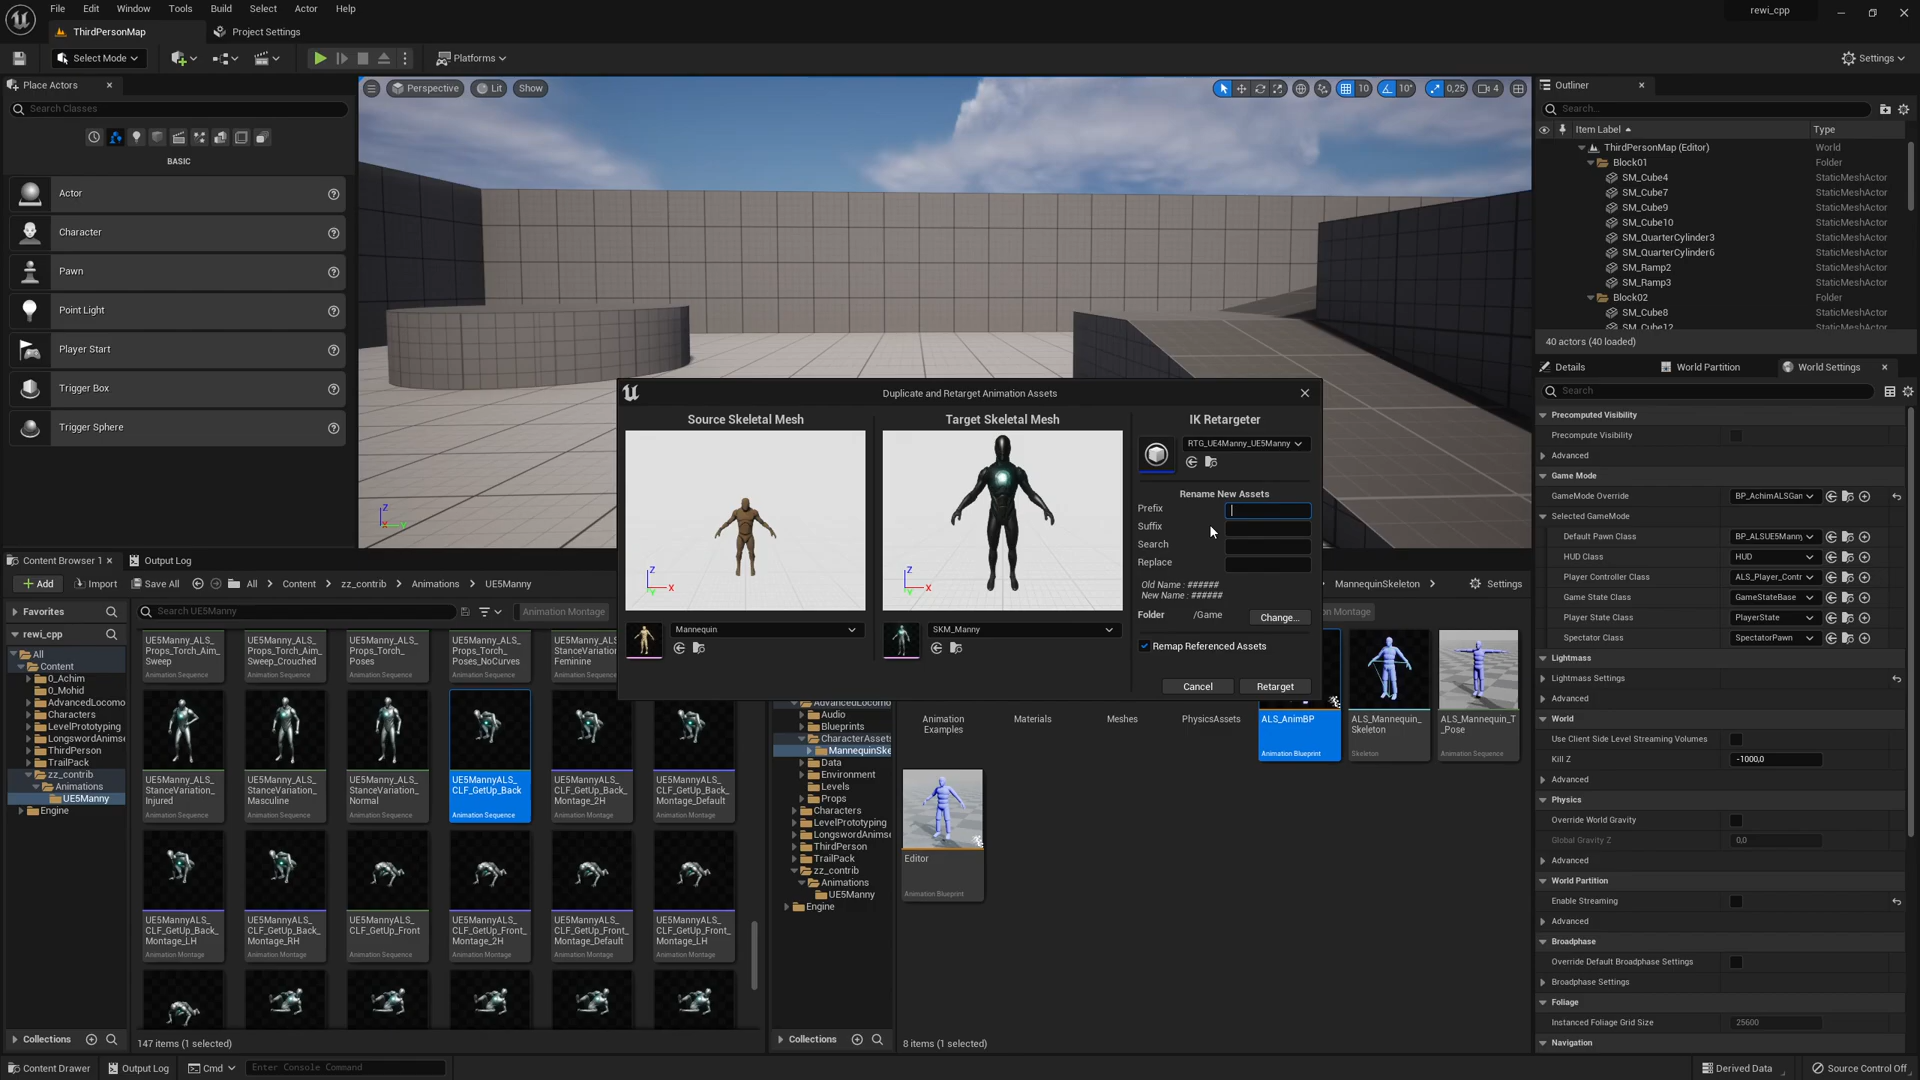 File Edit Window Tools Build Select Actor Help
rewi_cpp
ThirdPersonMap
Project Settings
Select Mode
Platforms
Settings
Place Actors
Search Classes
BASIC
Actor
Character
Pawn
Point Light
Player Start
Trigger Box
Trigger Sphere
Perspective
Lit
Show
10
10°
0,25
4
Outliner
Search...
Item Label
Type
ThirdPersonMap (Editor) World
Block01 Folder
SM_Cube4 StaticMeshActor
SM_Cube7 StaticMeshActor
SM_Cube9 StaticMeshActor
SM_Cube10 StaticMeshActor
SM_QuarterCylinder3 StaticMeshActor
SM_QuarterCylinder6 StaticMeshActor
SM_Ramp2 StaticMeshActor
SM_Ramp3 StaticMeshActor
Block02 Folder
SM_Cube8 StaticMeshActor
SM_Cube12 StaticMeshActor
40 actors (40 loaded)
Details
World Partition
World Settings
Search
Precomputed Visibility
Precompute Visibility
Advanced
Game Mode
GameMode Override BP_AchimALSGan
Selected GameMode
Default Pawn Class BP_ALSUE5Manny
HUD Class HUD
Player Controller Class ALS_Player_Contr
Game State Class GameStateBase
Player State Class PlayerState
Spectator Class SpectatorPawn
Lightmass
Lightmass Settings
Advanced
World
Use Client Side Level Streaming Volumes
Kill Z -1000,0
Advanced
Physics
Override World Gravity
Global Gravity Z 0,0
Advanced
World Partition
Enable Streaming
Advanced
Broadphase
Override Default Broadphase Settings
Broadphase Settings
Foliage
Instanced Foliage Grid Size 25600
Navigation
Duplicate and Retarget Animation Assets
Source Skeletal Mesh
Z
X
Y
Mannequin
Target Skeletal Mesh
Z
X
Y
SKM_Manny
IK Retargeter
RTG_UE4Manny_UE5Manny
Rename New Assets
Prefix
Suffix
Search
Replace
Old Name : ######
New Name : ######
Folder /Game Change...
Remap Referenced Assets
Cancel
Retarget
Content Browser 1
Output Log
Add
Import
Save All
All
Content
zz_contrib
Animations
UE5Manny
MannequinSkeleton
Settings
Favorites
Search UE5Manny
Animation Montage
rewi_cpp
All
Content
0_Achim
0_Mohid
AdvancedLocomo
Characters
LevelPrototyping
LongswordAnimse
ThirdPerson
TrailPack
zz_contrib
Animations
UE5Manny
Engine
Collections
UE5Manny_ALS_
Props_Torch_Aim_
Sweep
Animation Sequence
UE5Manny_ALS_
Props_Torch_Aim_
Sweep_Crouched
Animation Sequence
UE5Manny_ALS_
Props_Torch_
Poses
Animation Sequence
UE5Manny_ALS_
Props_Torch_
Poses_NoCurves
Animation Sequence
UE5Manny_ALS_
StanceVariation_
Feminine
Animation Sequence
UE5Manny_ALS_
StanceVariation_
Injured
Animation Sequence
UE5Manny_ALS_
StanceVariation_
Masculine
Animation Sequence
UE5Manny_ALS_
StanceVariation_
Normal
Animation Sequence
UE5MannyALS_
CLF_GetUp_Back
Animation Sequence
UE5MannyALS_
CLF_GetUp_Back_
Montage_2H
Animation Montage
UE5MannyALS_
CLF_GetUp_Back_
Montage_Default
Animation Montage
UE5MannyALS_
CLF_GetUp_Back_
Montage_LH
Animation Montage
UE5MannyALS_
CLF_GetUp_Back_
Montage_RH
Animation Montage
UE5MannyALS_
CLF_GetUp_Front
Animation Sequence
UE5MannyALS_
CLF_GetUp_Front_
Montage_2H
Animation Montage
UE5MannyALS_
CLF_GetUp_Front_
Montage_Default
Animation Montage
UE5MannyALS_
CLF_GetUp_Front_
Montage_LH
Animation Montage
147 items (1 selected)
AdvancedLocomo
Audio
Blueprints
CharacterAssets
MannequinSke
Data
Environment
Levels
Props
Characters
LevelPrototyping
LongswordAnimse
ThirdPerson
TrailPack
zz_contrib
Animations
UE5Manny
Engine
Collections
Animation
Examples
Materials
Meshes
PhysicsAssets
ALS_AnimBP
Animation Blueprint
ALS_Mannequin_
Skeleton
Skeleton
ALS_Mannequin_T
_Pose
Animation Sequence
Editor
Animation Blueprint
8 items (1 selected)
Content Drawer
Output Log
Cmd
Enter Console Command
Derived Data
Source Control Off